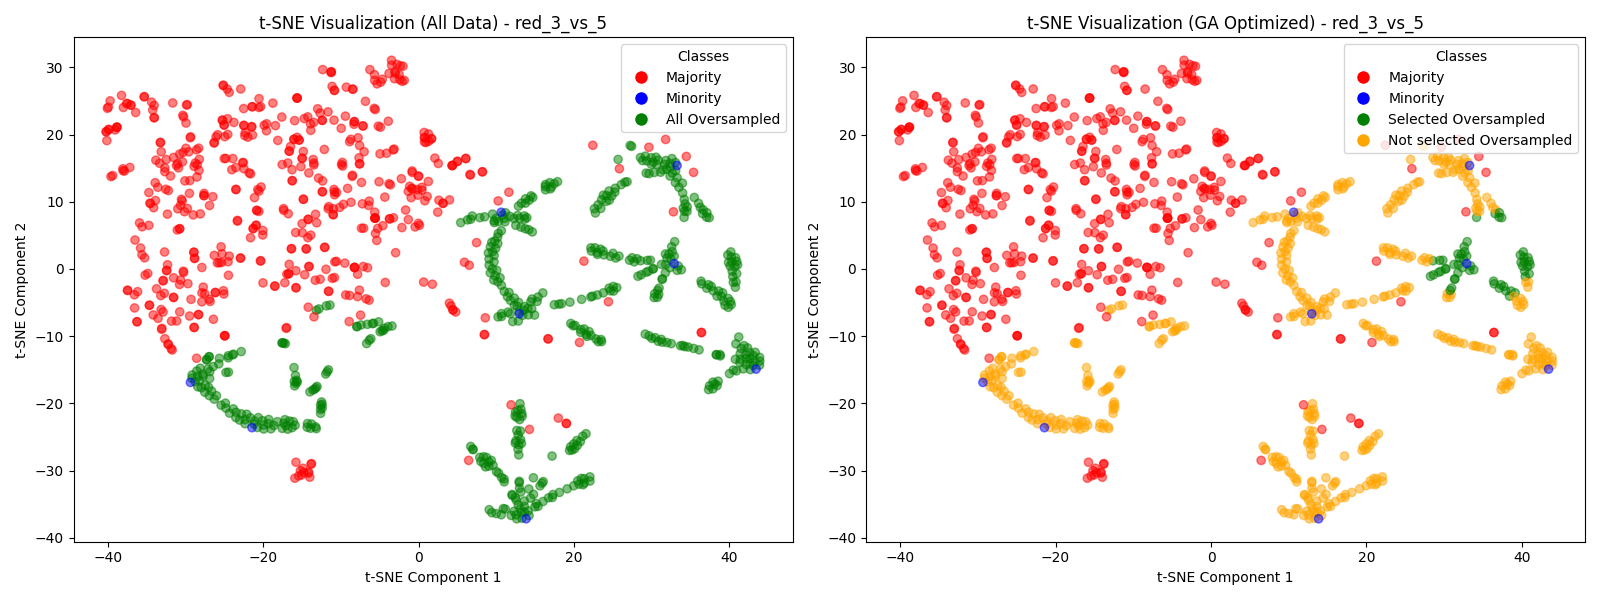 t-SNE Visualization (All Data) - red_3_vs_5
Classes
Majority
Minority
All Oversampled
30
20
10
0
−10
−20
−30
−40
t-SNE Component 2
−40
−20
0
20
40
t-SNE Component 1
t-SNE Visualization (GA Optimized) - red_3_vs_5
Classes
Majority
Minority
Selected Oversampled
Not selected Oversampled
30
20
10
0
−10
−20
−30
−40
t-SNE Component 2
−40
−20
0
20
40
t-SNE Component 1